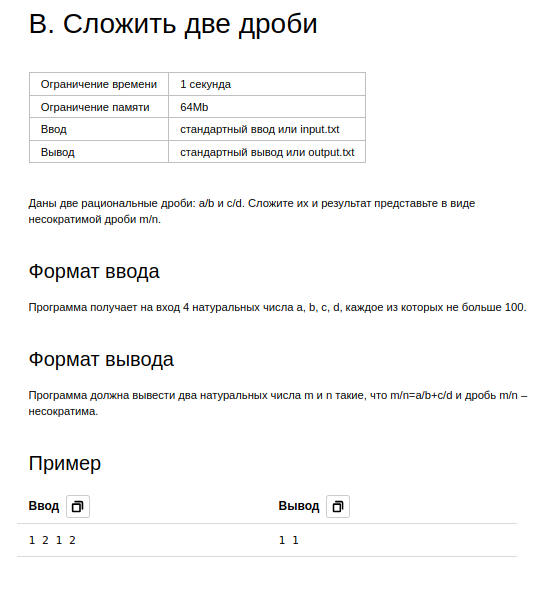 B. Сложить две дроби
Ограничение времени 1 секунда
Ограничение памяти 64Mb
Ввод стандартный ввод или input.txt
Вывод стандартный вывод или output.txt
Даны две рациональные дроби: a/b и c/d. Сложите их и результат представьте в виде
несократимой дроби m/n.
Формат ввода
Программа получает на вход 4 натуральных числа a, b, c, d, каждое из которых не больше 100.
Формат вывода
Программа должна вывести два натуральных числа m и n такие, что m/n=a/b+c/d и дробь m/n –
несократима.
Пример
Ввод Вывод
1 2 1 2 1 1